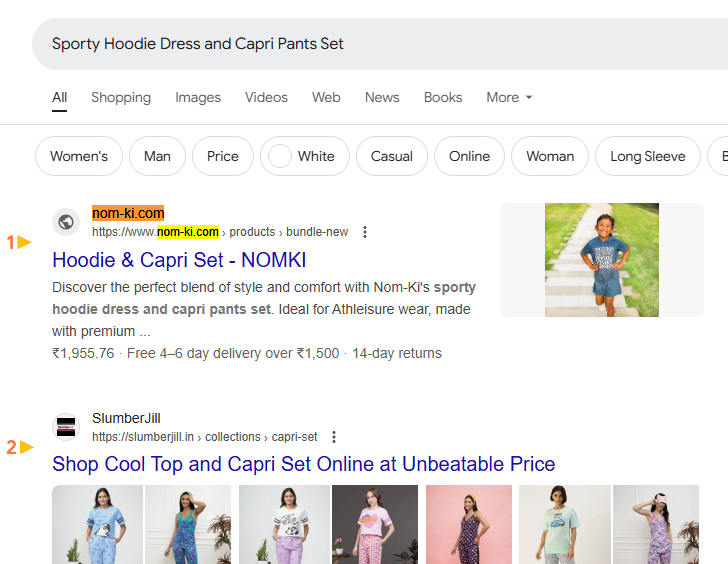 Sporty Hoodie Dress and Capri Pants Set
All Shopping Images Videos Web News Books More
Women's Man Price White Casual Online Woman Long Sleeve
nom-ki.com
https://www.nom-ki.com › products › bundle-new
1
Hoodie & Capri Set - NOMKI
Discover the perfect blend of style and comfort with Nom-Ki's sporty
hoodie dress and capri pants set. Ideal for Athleisure wear, made
with premium ...
₹1,955.76 · Free 4–6 day delivery over ₹1,500 · 14-day returns
SlumberJill
https://slumberjill.in › collections › capri-set
2
Shop Cool Top and Capri Set Online at Unbeatable Price